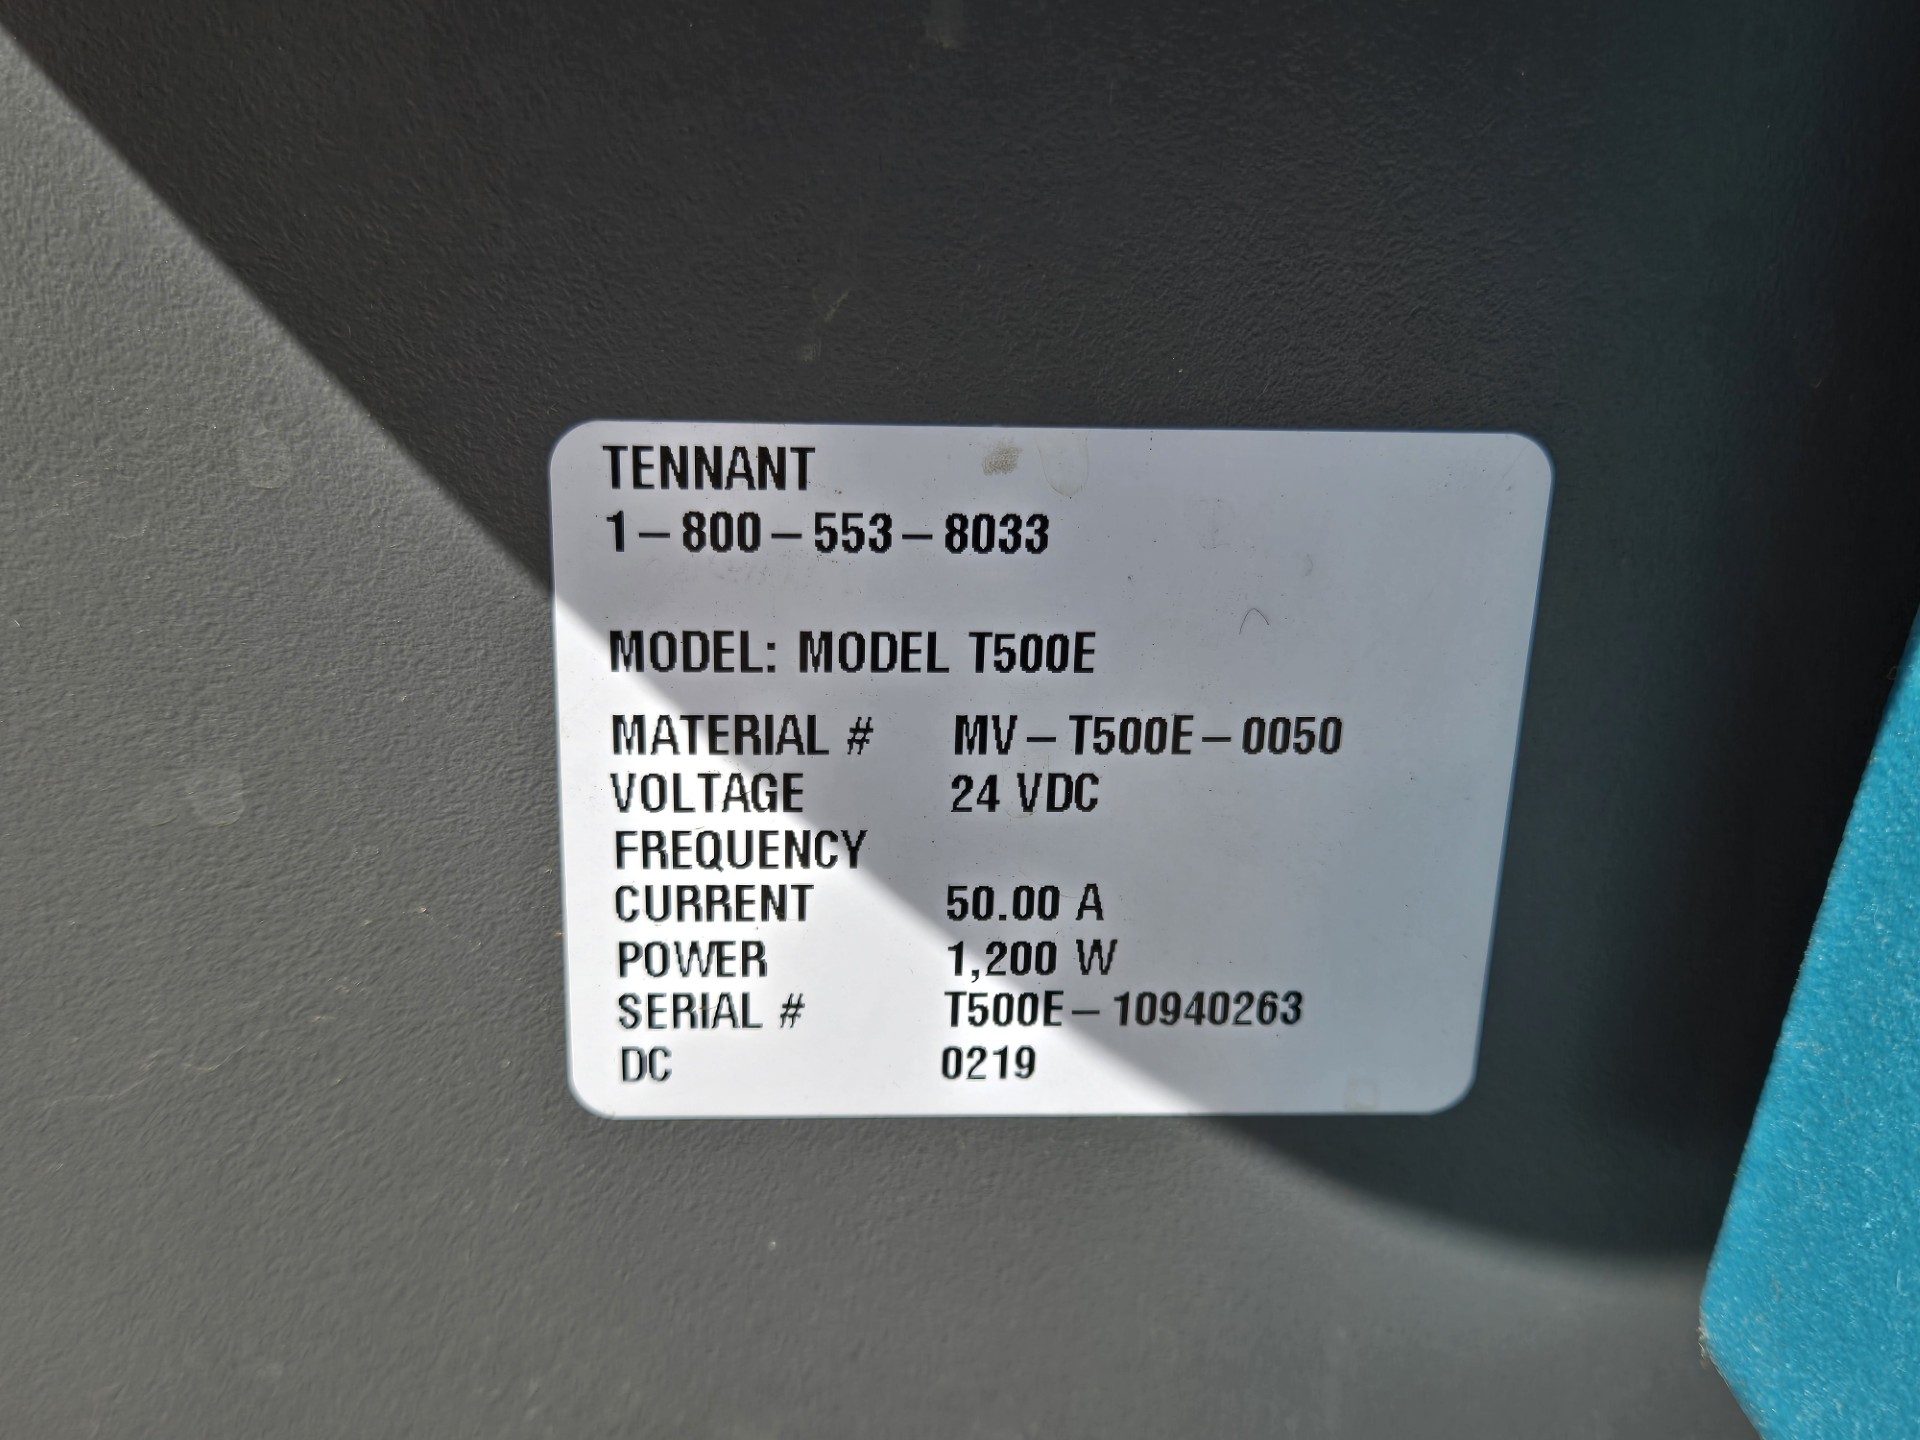 TENNANT
1-800-553-8033
MODEL: MODEL T500E
MATERIAL # MV-T500E-0050
VOLTAGE 24 VDC
FREQUENCY
CURRENT 50.00 A
POWER 1,200 W
SERIAL # T500E-10940263
DC 0219